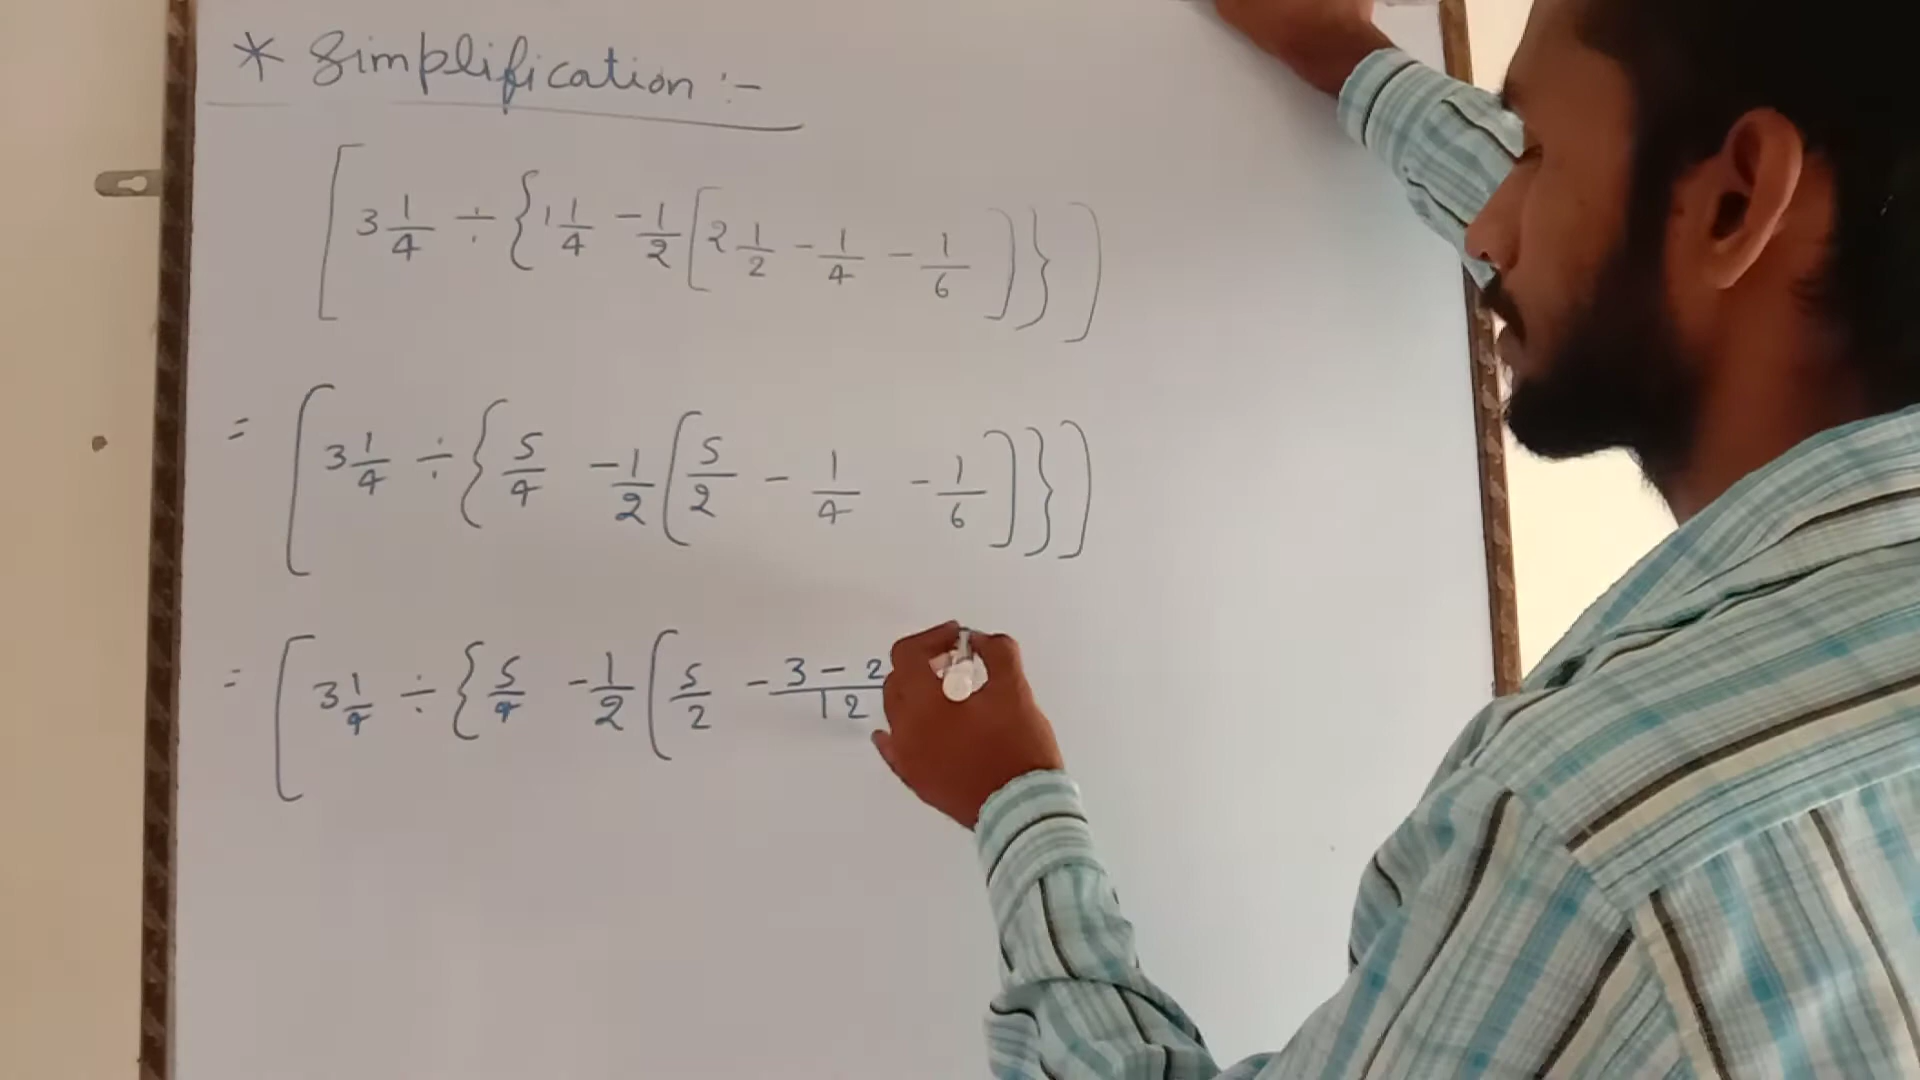 * Simplification :-
[3 1/4 ÷ {1 1/4 - 1/2 [2 1/2 - 1/4 - 1/6]}]
= [3 1/4 ÷ {5/4 - 1/2 [5/2 - 1/4 - 1/6]}]
= [3 1/4 ÷ {5/4 - 1/2 [5/2 - 3-2/12